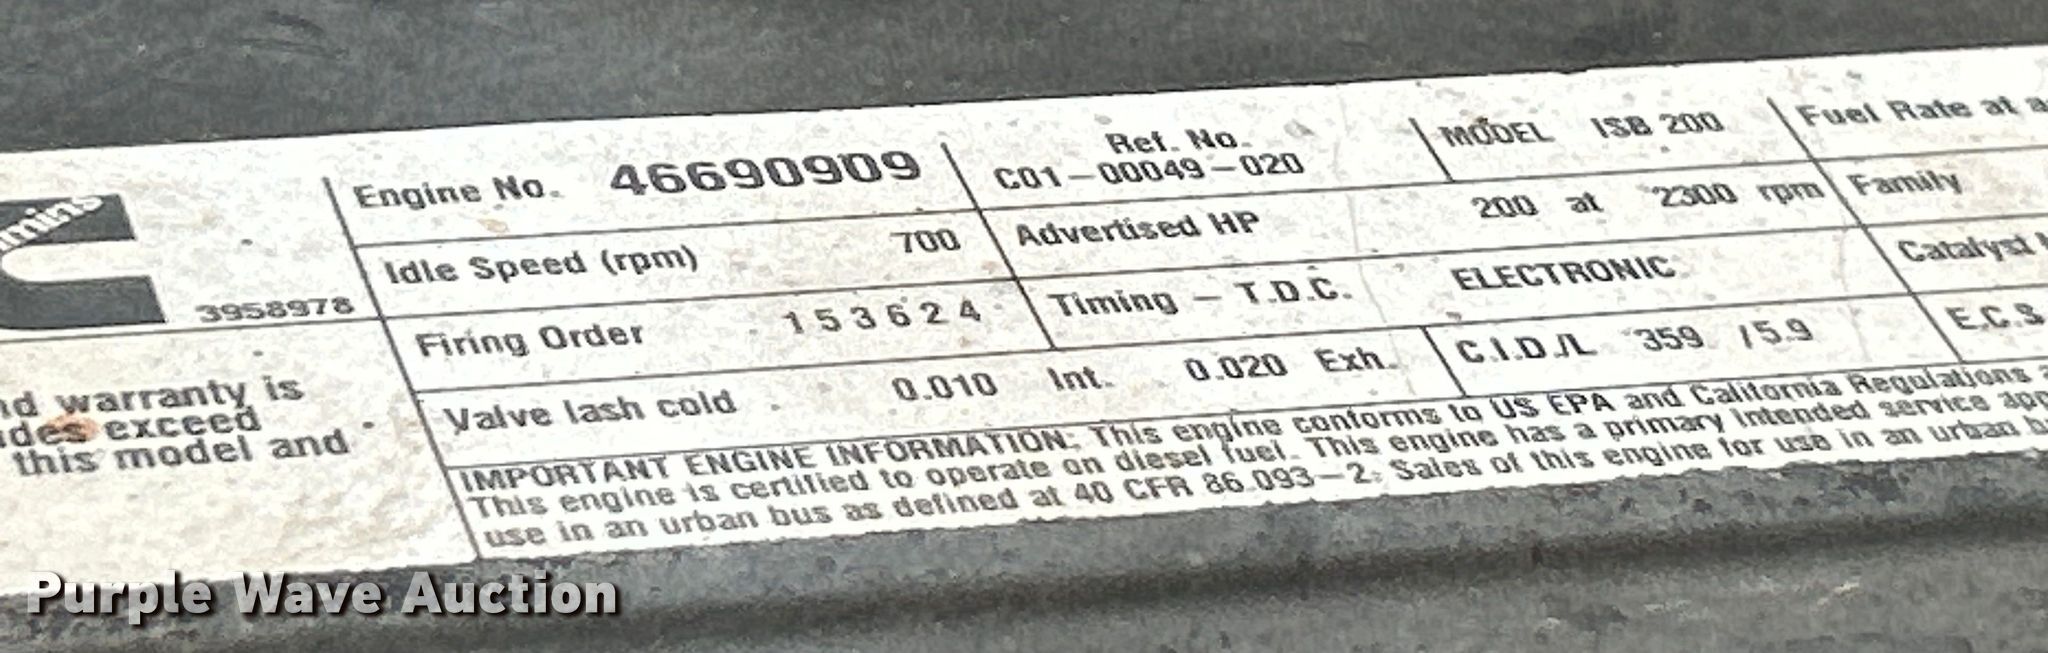 mins
3958978
nd warranty is
ides exceed
this model and
Engine No. 46690909
Ref. No.
C01-00049-020
MODEL ISB 200
Fuel Rate at a
Idle Speed (rpm) 700
Advertised HP 200 at 2300 rpm
Family
Firing Order 1 5 3 6 2 4
Timing - T.D.C. ELECTRONIC
Catalyst
Valve lash cold 0.010 Int. 0.020 Exh.
C.I.D./L 359 / 5.9
E.C.S.
IMPORTANT ENGINE INFORMATION: This engine conforms to US EPA and California Regulations
This engine is certified to operate on diesel fuel. This engine has a primary intended service app
use in an urban bus as defined at 40 CFR 86.093-2. Sales of this engine for use in an urban b
Purple Wave Auction